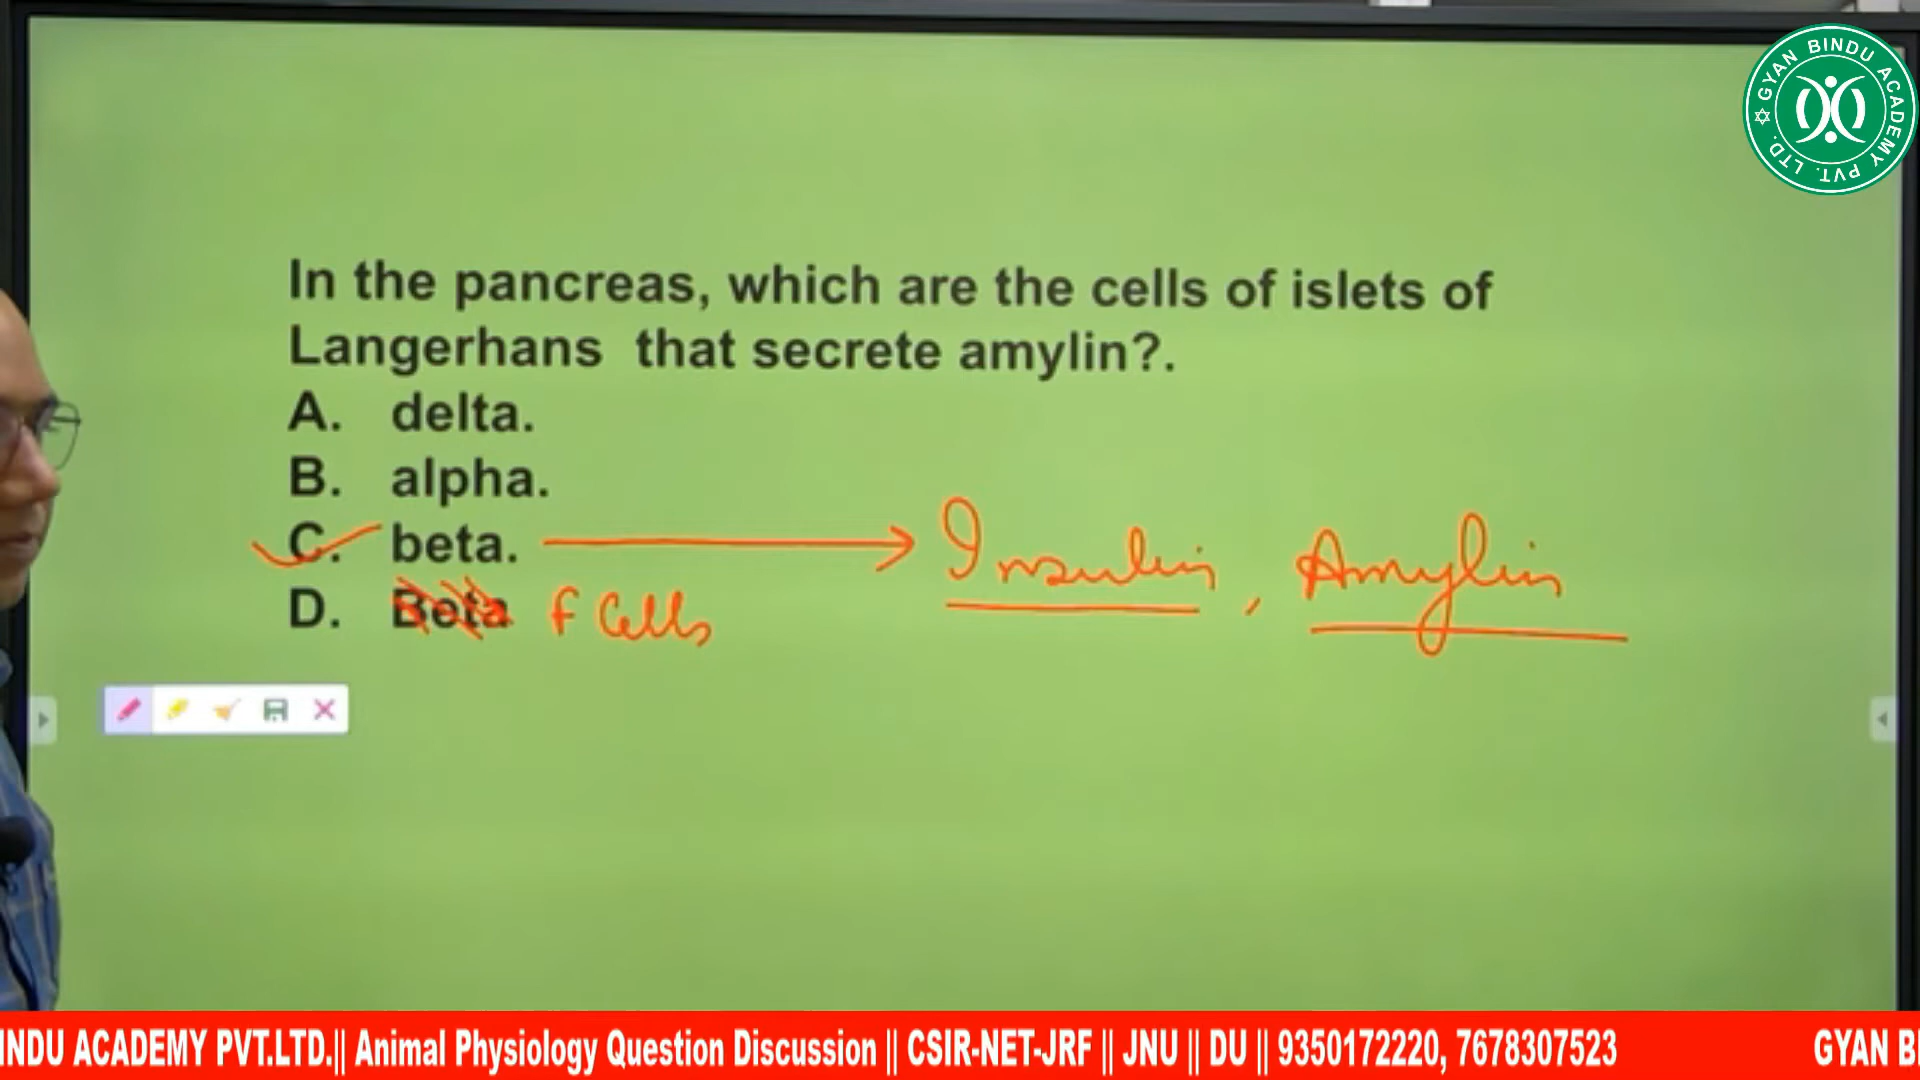 GYAN BINDU ACADEMY PVT. LTD.
In the pancreas, which are the cells of islets of
Langerhans that secrete amylin?.
A. delta.
B. alpha.
C. beta. Insulin, Amylin
D. Beta F Cells
INDU ACADEMY PVT.LTD.|| Animal Physiology Question Discussion || CSIR-NET-JRF || JNU || DU || 9350172220, 7678307523 GYAN B